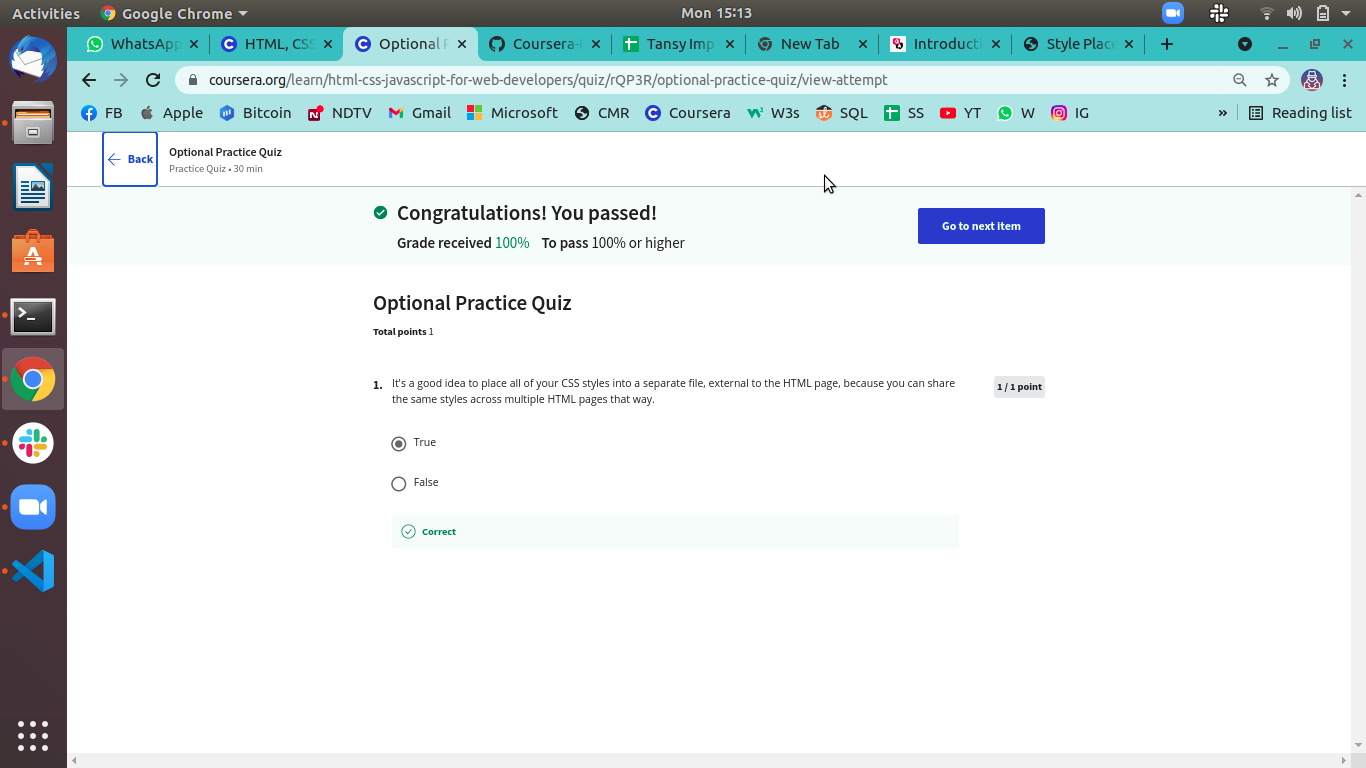 Activities
Google Chrome
Mon 15:13
WhatsApp
HTML, CSS
Optional
Coursera-
Tansy Imp
New Tab
Introduct
Style Plac
coursera.org/learn/html-css-javascript-for-web-developers/quiz/rQP3R/optional-practice-quiz/view-attempt
FB
Apple
Bitcoin
NDTV
Gmail
Microsoft
CMR
Coursera
W3s
SQL
SS
YT
W
IG
»
Reading list
Back
Optional Practice Quiz
Practice Quiz • 30 min
Congratulations! You passed!
Grade received 100% To pass 100% or higher
Go to next item
Optional Practice Quiz
Total points 1
1. It's a good idea to place all of your CSS styles into a separate file, external to the HTML page, because you can share
the same styles across multiple HTML pages that way.
1 / 1 point
True
False
Correct